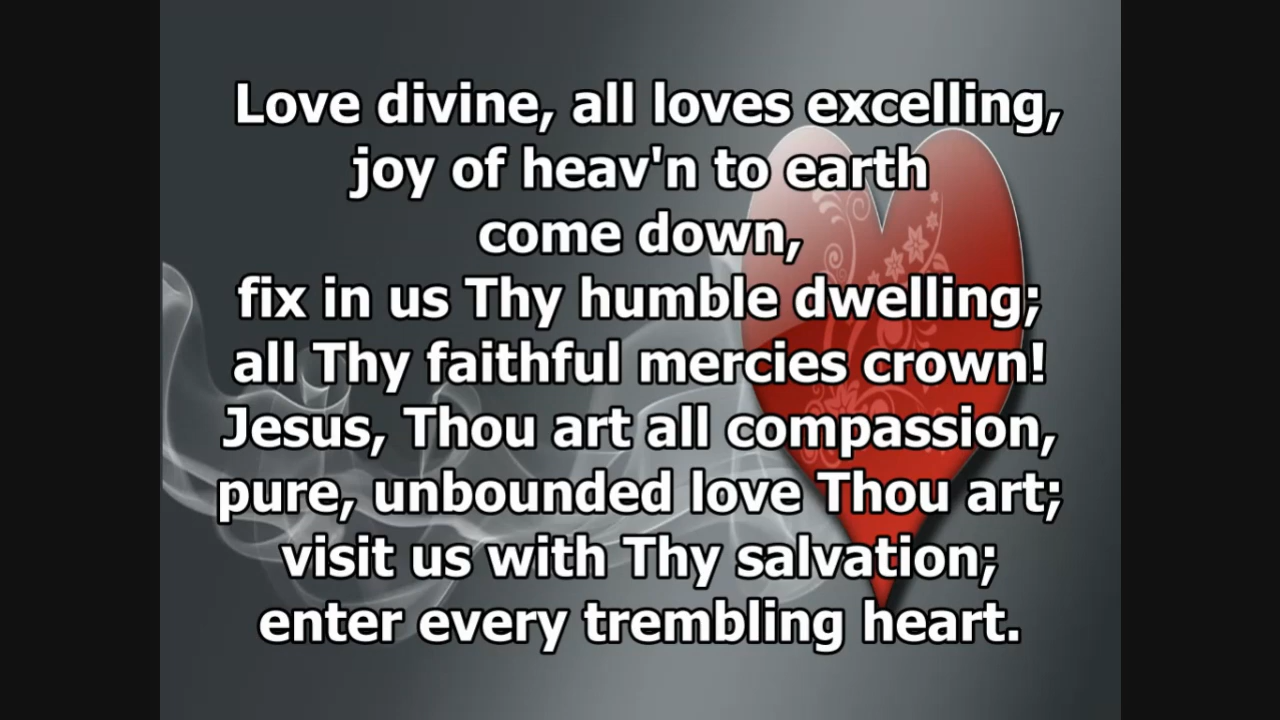 Love divine, all loves excelling,
joy of heav'n to earth
come down,
fix in us Thy humble dwelling;
all Thy faithful mercies crown!
Jesus, Thou art all compassion,
pure, unbounded love Thou art;
visit us with Thy salvation;
enter every trembling heart.